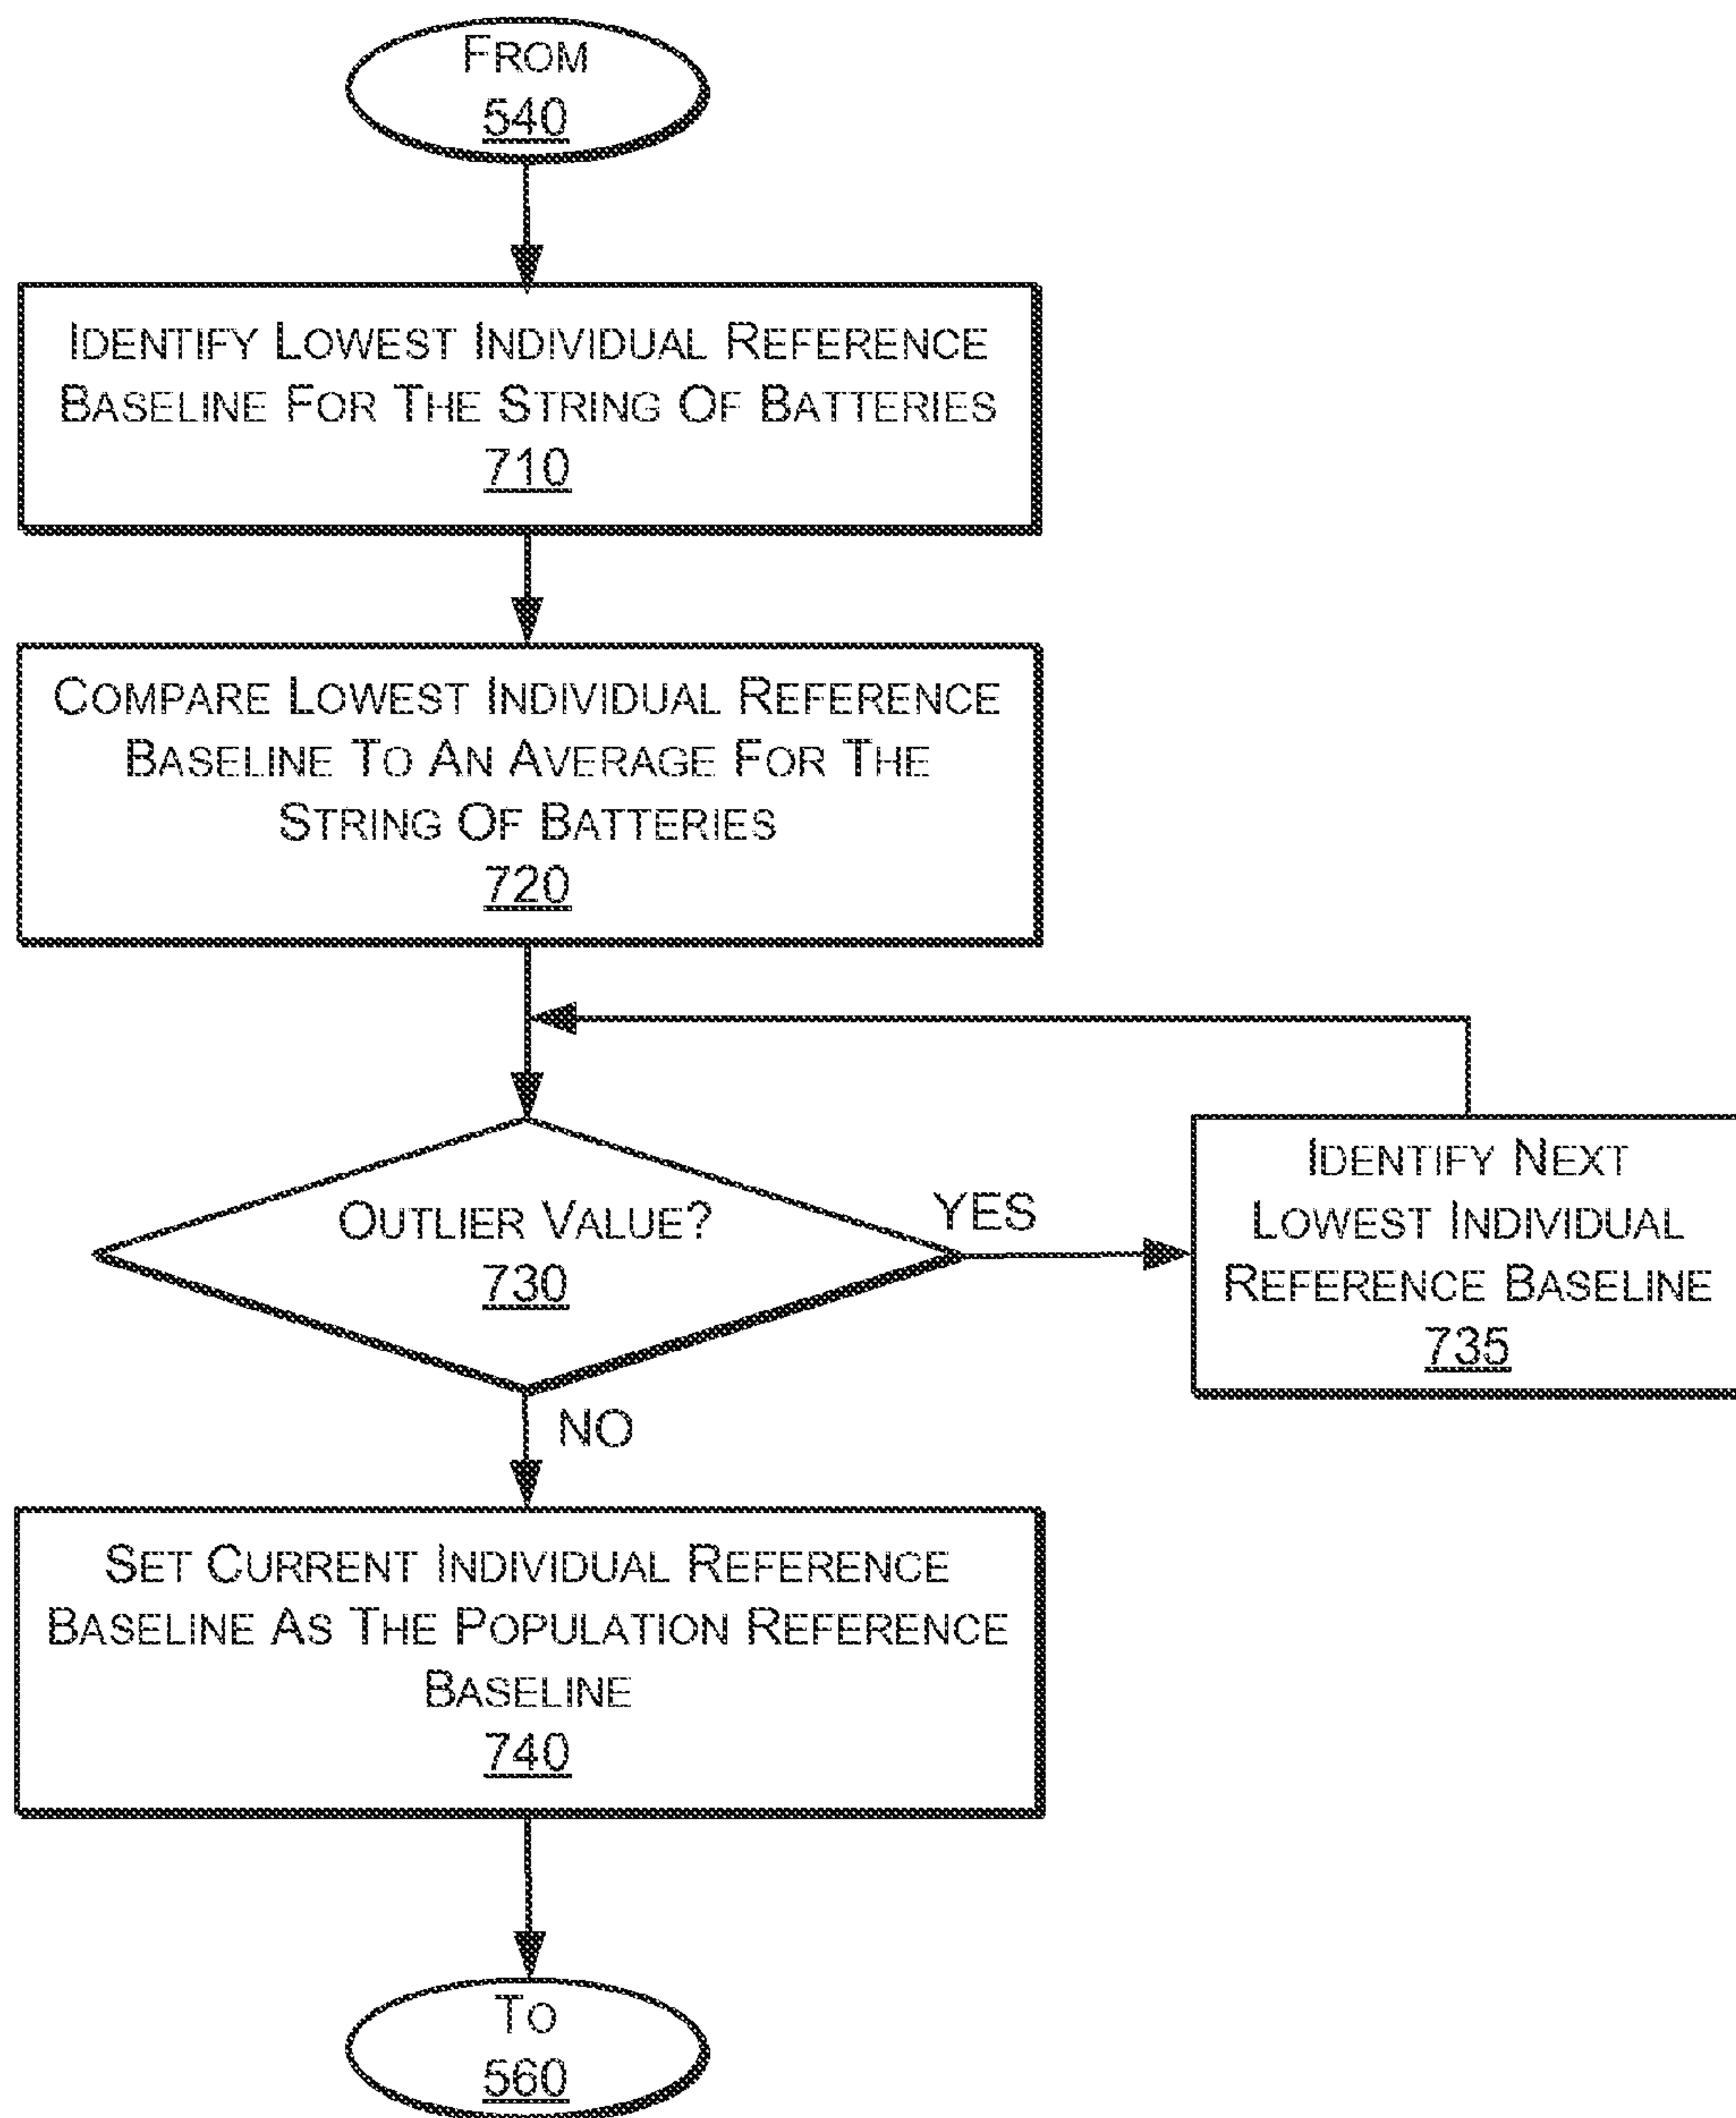 FROM
540
IDENTIFY LOWEST INDIVIDUAL REFERENCE
BASELINE FOR THE STRING OF BATTERIES
710
COMPARE LOWEST INDIVIDUAL REFERENCE
BASELINE TO AN AVERAGE FOR THE
STRING OF BATTERIES
720
OUTLIER VALUE?
730
YES
IDENTIFY NEXT
LOWEST INDIVIDUAL
REFERENCE BASELINE
735
NO
SET CURRENT INDIVIDUAL REFERENCE
BASELINE AS THE POPULATION REFERENCE
BASELINE
740
TO
560